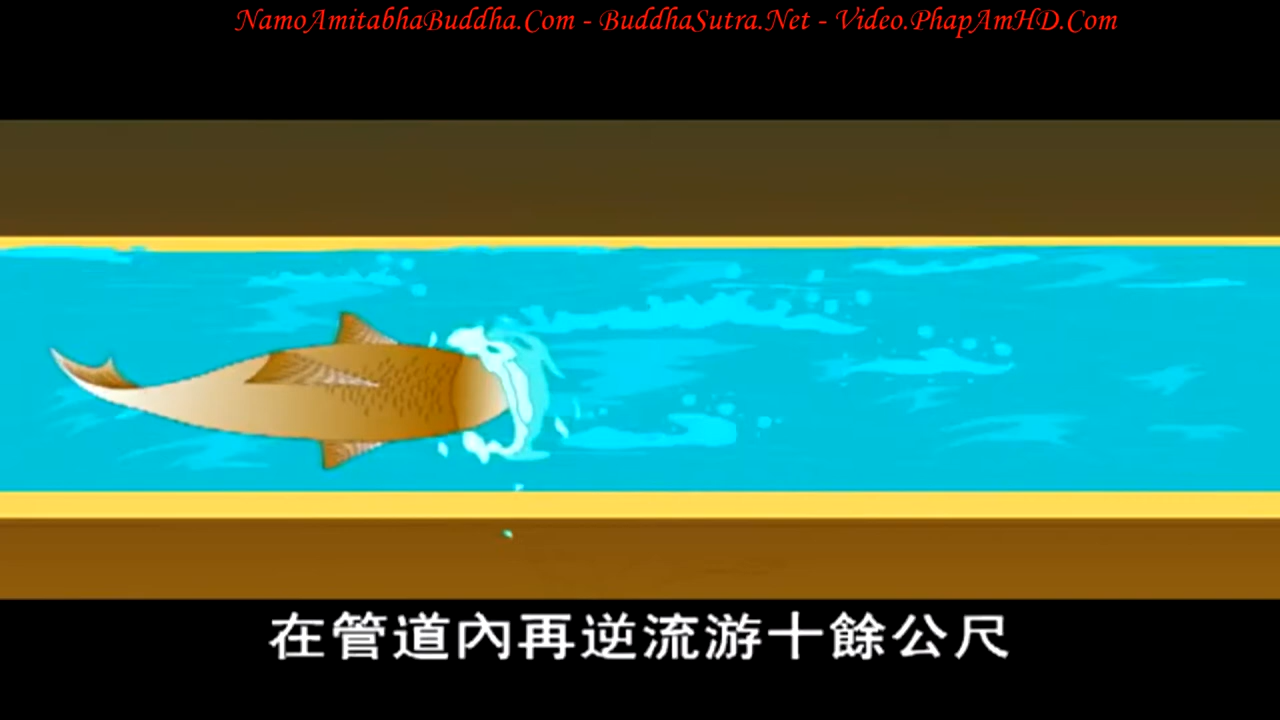 NamoAmitabhaBuddha.Com - BuddhaSutra.Net - Video.PhapAmHD.Com
在管道內再逆流游十餘公尺